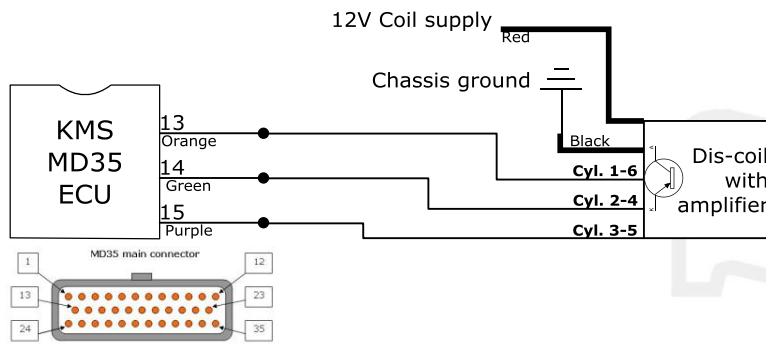 12V Coil supply
Red
Chassis ground
KMS
MD35
ECU
13
Orange
Black
Dis-coil
with
amplifier
14
Green
Cyl. 1-6
15
Purple
Cyl. 2-4
Cyl. 3-5
MD35 main connector
1
12
13
23
24
35